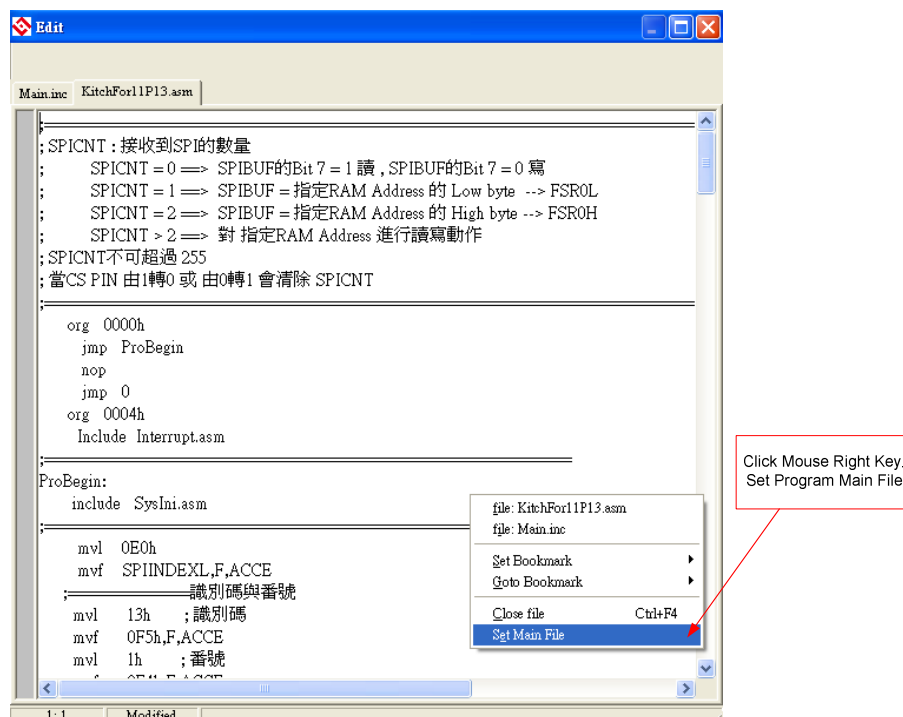 Edit
Main.inc KitchFor11P13.asm
;SPICNT : 接收到SPI的數量
; SPICNT = 0 ==> SPIBUF的Bit 7 = 1 讀 , SPIBUF的Bit 7 = 0 寫
; SPICNT = 1 ==> SPIBUF = 指定RAM Address 的 Low byte --> FSR0L
; SPICNT = 2 ==> SPIBUF = 指定RAM Address 的 High byte --> FSR0H
; SPICNT > 2 ==> 對 指定RAM Address 進行讀寫動作
; SPICNT不可超過 255
; 當CS PIN 由1轉0 或 由0轉1 會清除 SPICNT
org 0000h
jmp ProBegin
nop
jmp 0
org 0004h
Include Interrupt.asm
ProBegin:
include SysIni.asm
mvl 0E0h
mvf SPIINDEXL,F,ACCE
;══════識別碼與番號
mvl 13h ; 識別碼
mvf 0F5h,F,ACCE
mvl 1h ; 番號
file: KitchFor11P13.asm
file: Main.inc
Set Bookmark
Goto Bookmark
Close file Ctrl+F4
Set Main File
Click Mouse Right Key.
Set Program Main File
1: 1 Modified